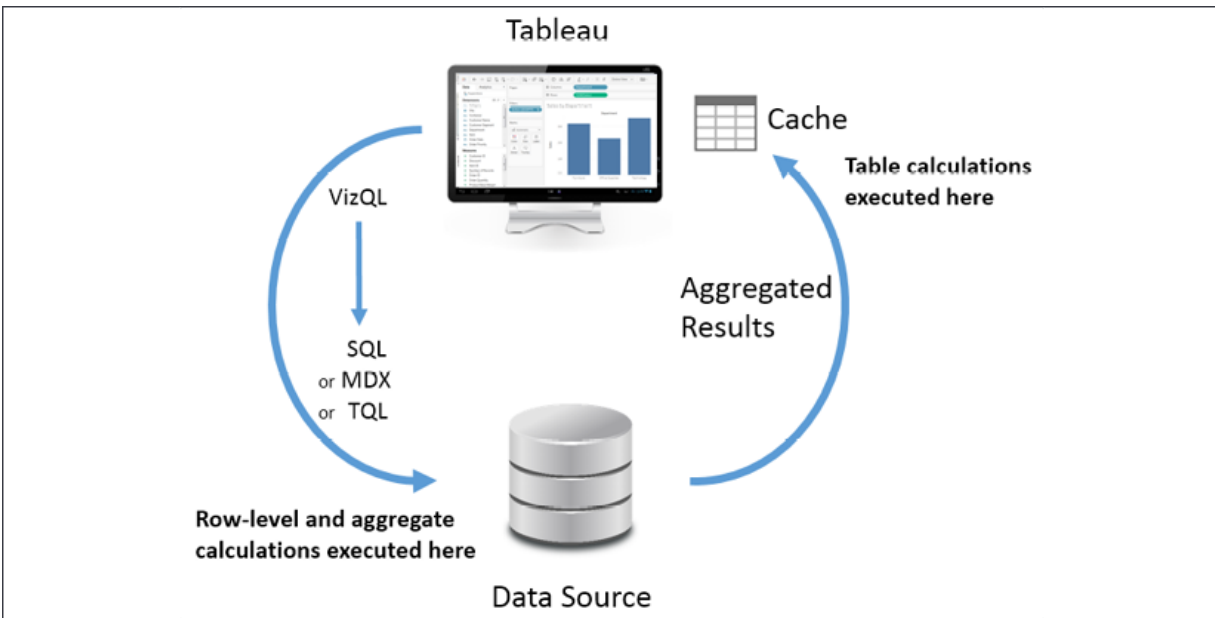 Tableau
Cache
Table calculations
executed here
VizQL
Aggregated
Results
SQL
or MDX
or TQL
Row-level and aggregate
calculations executed here
Data Source